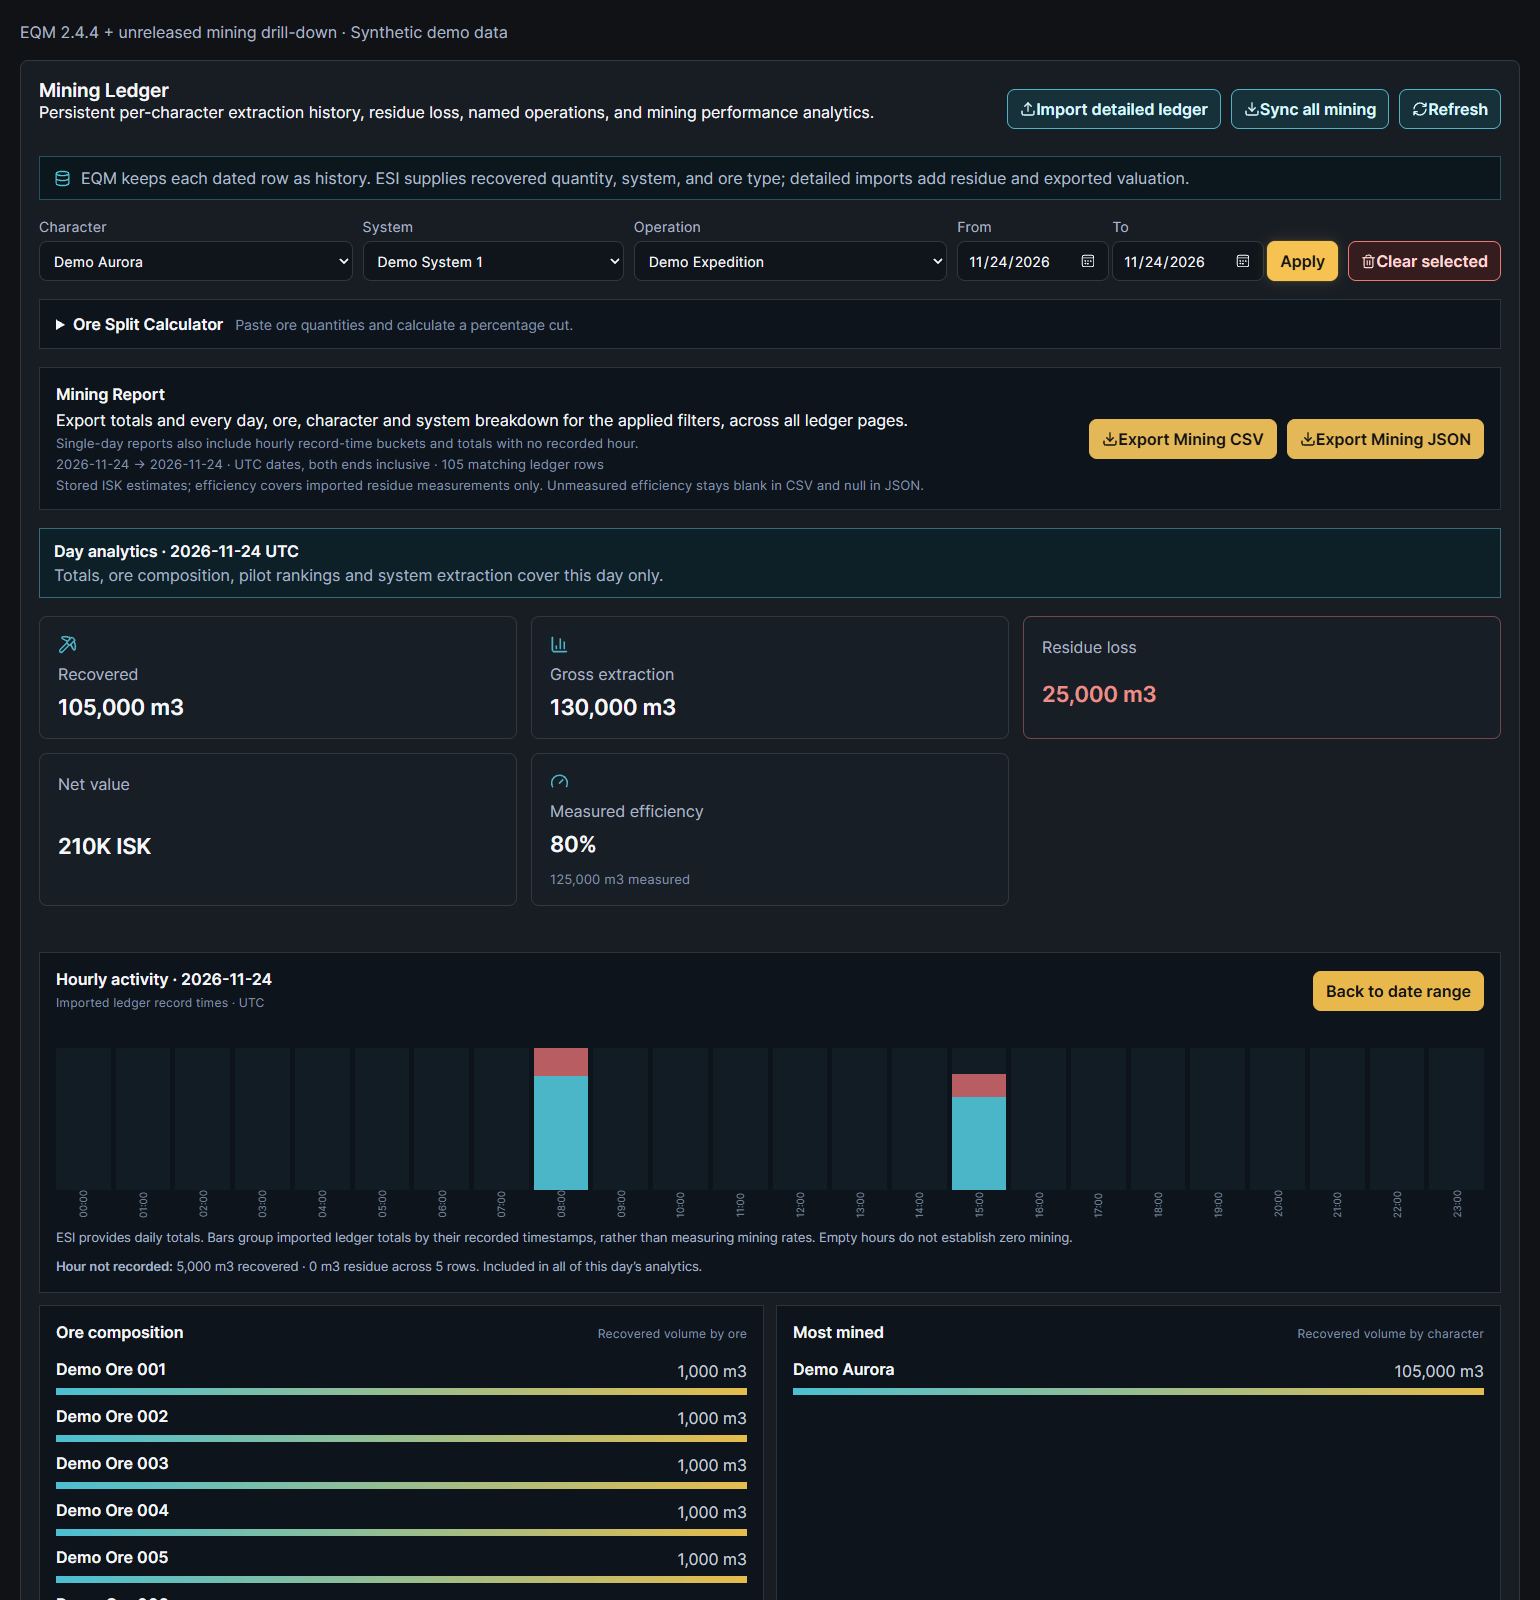 EQM 2.4.4 + unreleased mining drill-down · Synthetic demo data
Mining Ledger
Persistent per-character extraction history, residue loss, named operations, and mining performance analytics.
Import detailed ledger
Sync all mining
Refresh
EQM keeps each dated row as history. ESI supplies recovered quantity, system, and ore type; detailed imports add residue and exported valuation.
Character
System
Operation
From
To
Demo Aurora
Demo System 1
Demo Expedition
11/24/2026
11/24/2026
Apply
Clear selected
Ore Split Calculator Paste ore quantities and calculate a percentage cut.
Mining Report
Export totals and every day, ore, character and system breakdown for the applied filters, across all ledger pages.
Single-day reports also include hourly record-time buckets and totals with no recorded hour.
2026-11-24 → 2026-11-24 · UTC dates, both ends inclusive · 105 matching ledger rows
Stored ISK estimates; efficiency covers imported residue measurements only. Unmeasured efficiency stays blank in CSV and null in JSON.
Export Mining CSV
Export Mining JSON
Day analytics · 2026-11-24 UTC
Totals, ore composition, pilot rankings and system extraction cover this day only.
Recovered
105,000 m3
Gross extraction
130,000 m3
Residue loss
25,000 m3
Net value
210K ISK
Measured efficiency
80%
125,000 m3 measured
Hourly activity · 2026-11-24
Imported ledger record times · UTC
Back to date range
00:00
01:00
02:00
03:00
04:00
05:00
06:00
07:00
08:00
09:00
10:00
11:00
12:00
13:00
14:00
15:00
16:00
17:00
18:00
19:00
20:00
21:00
22:00
23:00
ESI provides daily totals. Bars group imported ledger totals by their recorded timestamps, rather than measuring mining rates. Empty hours do not establish zero mining.
Hour not recorded: 5,000 m3 recovered · 0 m3 residue across 5 rows. Included in all of this day's analytics.
Ore composition
Recovered volume by ore
Demo Ore 001
1,000 m3
Demo Ore 002
1,000 m3
Demo Ore 003
1,000 m3
Demo Ore 004
1,000 m3
Demo Ore 005
1,000 m3
Most mined
Recovered volume by character
Demo Aurora
105,000 m3